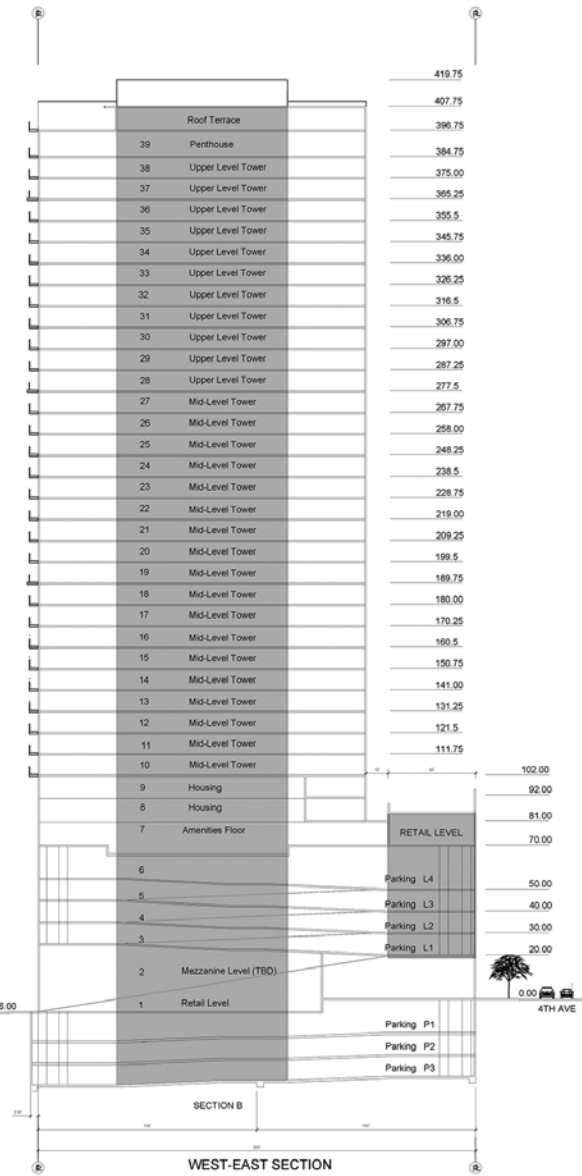 419.75
407.75
Roof Terrace
396.75
39 Penthouse
384.75
38 Upper Level Tower
375.00
37 Upper Level Tower
365.25
36 Upper Level Tower
355.5
35 Upper Level Tower
345.75
34 Upper Level Tower
336.00
33 Upper Level Tower
326.25
32 Upper Level Tower
316.5
31 Upper Level Tower
306.75
30 Upper Level Tower
297.00
29 Upper Level Tower
287.25
28 Upper Level Tower
277.5
27 Mid-Level Tower
267.75
26 Mid-Level Tower
258.00
25 Mid-Level Tower
248.25
24 Mid-Level Tower
238.5
23 Mid-Level Tower
228.75
22 Mid-Level Tower
219.00
21 Mid-Level Tower
209.25
20 Mid-Level Tower
199.5
19 Mid-Level Tower
189.75
18 Mid-Level Tower
180.00
17 Mid-Level Tower
170.25
16 Mid-Level Tower
160.5
15 Mid-Level Tower
150.75
14 Mid-Level Tower
141.00
13 Mid-Level Tower
131.25
12 Mid-Level Tower
121.5
11 Mid-Level Tower
111.75
10 Mid-Level Tower
102.00
9 Housing
92.00
8 Housing
81.00
7 Amenities Floor
RETAIL LEVEL
70.00
6
Parking L4
50.00
5
Parking L3
40.00
4
Parking L2
30.00
3
Parking L1
20.00
2 Mezzanine Level (TBD)
0.00
1 Retail Level
4TH AVE
Parking P1
Parking P2
Parking P3
SECTION B
WEST-EAST SECTION